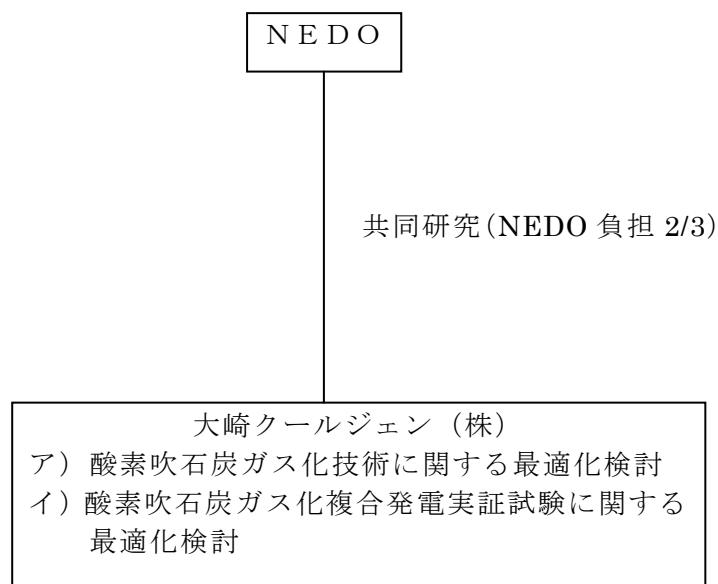 ＮＥＤＯ
共同研究（NEDO 負担 2/3）
大崎クールジェン（株）
ア）酸素吹石炭ガス化技術に関する最適化検討
イ）酸素吹石炭ガス化複合発電実証試験に関する
最適化検討